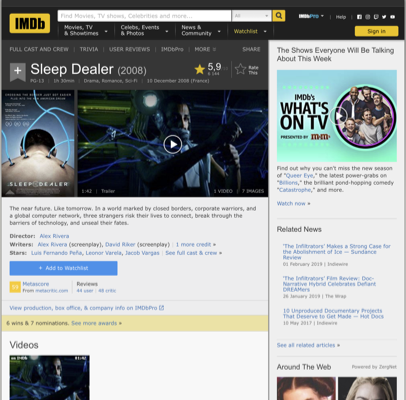 IMDb
Find Movies, TV shows, Celebrities and more...
All
Movies, TV & Showtimes
Celebs, Events & Photos
News & Community
Watchlist
IMDbPro
Help
Sign in
FULL CAST AND CREW | TRIVIA | USER REVIEWS | IMDbPro | MORE
SHARE
Sleep Dealer (2008)
PG-13 | 1h 30min | Drama, Romance, Sci-Fi | 10 December 2008 (France)
5,9
Rate This
SLEEP DEALER
1:42 | Trailer
1 VIDEO | 7 IMAGES
The near future. Like tomorrow. In a world marked by closed borders, corporate warriors, and
a global computer network, three strangers risk their lives to connect, break through the
barriers of technology, and unseal their fates.
Director: Alex Rivera
Writers: Alex Rivera (screenplay), David Riker (screenplay) | 1 more credit »
Stars: Luis Fernando Peña, Leonor Varela, Jacob Vargas | See full cast & crew »
+ Add to Watchlist
Metascore
From metacritic.com
Reviews
44 user | 48 critic
View production, box office, & company info on IMDbPro
6 wins & 7 nominations. See more awards »
Videos
The Shows Everyone Will Be Talking
About This Week
IMDb's
WHAT'S
ON TV
PRESENTED BY
Find out why you can't miss the new season
of "Queer Eye," the latest power-grabs on
"Billions," the brilliant pond-hopping comedy
"Catastrophe," and more.
Watch now »
Related News
'The Infiltrators' Makes a Strong Case for
the Abolishment of Ice — Sundance
Review
01 February 2019 | Indiewire
'The Infiltrators' Film Review: Doc-
Narrative Hybrid Celebrates Defiant
DREAMers
26 January 2019 | The Wrap
10 Unproduced Documentary Projects
That Deserve to Get Made — Hot Docs
10 May 2017 | Indiewire
See all related articles »
Around The Web
Powered by ZergNet